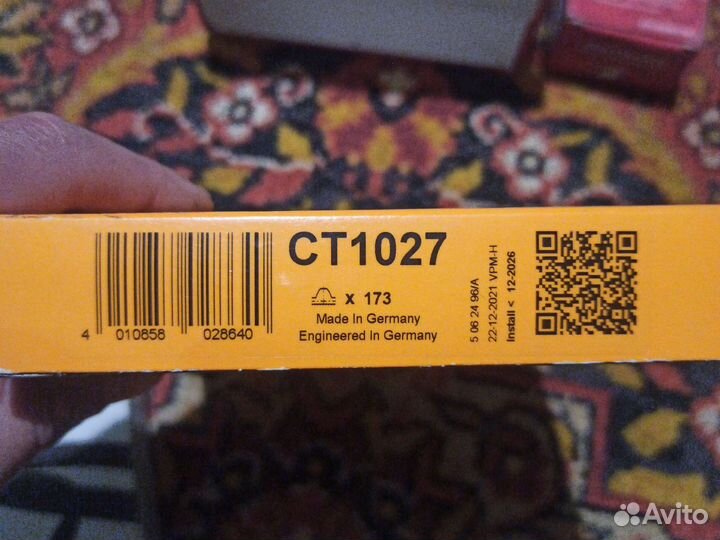 CT1027
x 173
Made In Germany
Engineered In Germany
4 010858 028640
5 06 24 96/A
22-12-2021 VPM-H
Install < 12-2026
Avito